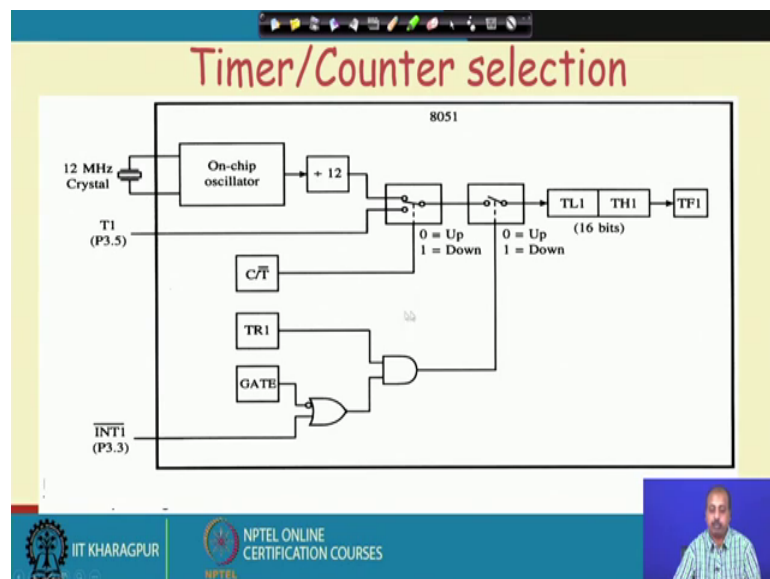 Timer/Counter selection
8051
12 MHz
Crystal
On-chip
oscillator
÷ 12
T1
(P3.5)
0 = Up
1 = Down
0 = Up
1 = Down
TL1
TH1
TF1
(16 bits)
C/T̅
TR1
GATE
I̅N̅T̅1̅
(P3.3)
IIT KHARAGPUR
NPTEL ONLINE
CERTIFICATION COURSES
NPTEL